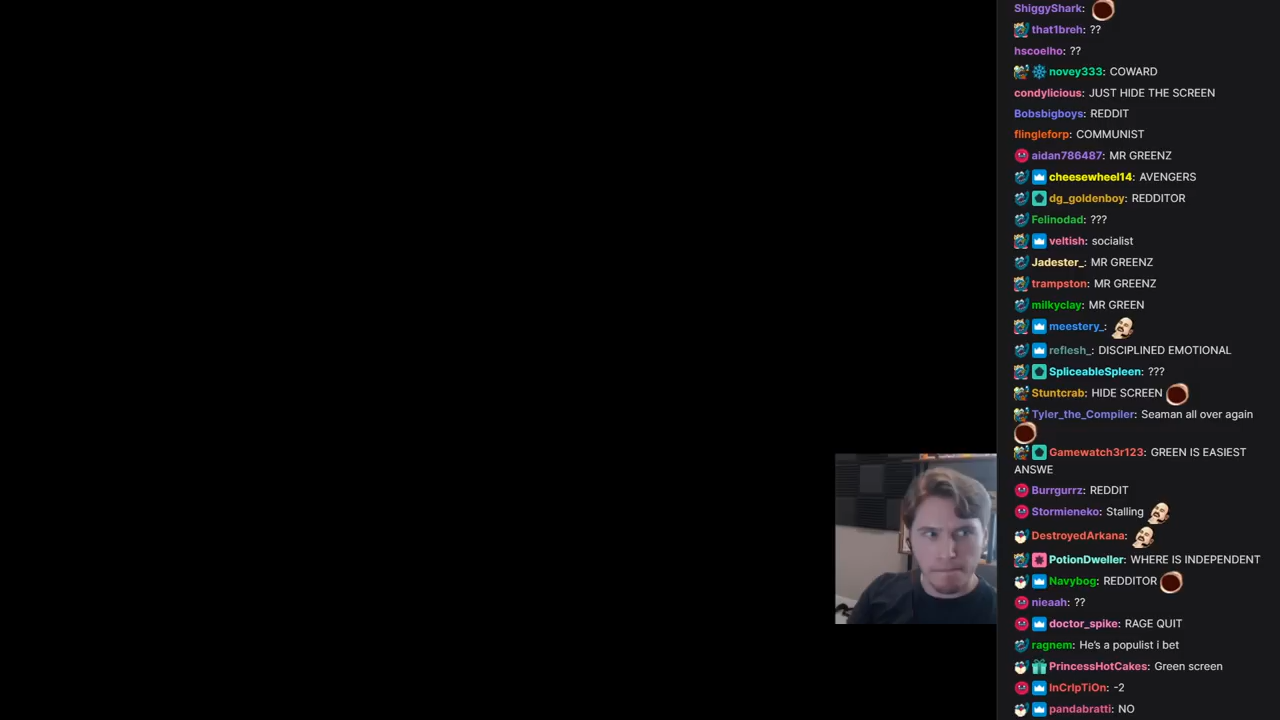 ShiggyShark:
that1breh: ??
hscoelho: ??
novey333: COWARD
condylicious: JUST HIDE THE SCREEN
Bobsbigboys: REDDIT
flingleforp: COMMUNIST
aidan786487: MR GREENZ
cheesewheel14: AVENGERS
dg_goldenboy: REDDITOR
Felinodad: ???
veltish: socialist
Jadester_: MR GREENZ
trampston: MR GREENZ
milkyclay: MR GREEN
meestery_:
reflesh_: DISCIPLINED EMOTIONAL
SpliceableSpleen: ???
Stuntcrab: HIDE SCREEN
Tyler_the_Compiler: Seaman all over again
Gamewatch3r123: GREEN IS EASIEST
ANSWE
Burrgurrz: REDDIT
Stormieneko: Stalling
DestroyedArkana:
PotionDweller: WHERE IS INDEPENDENT
Navybog: REDDITOR
nieaah: ??
doctor_spike: RAGE QUIT
ragnem: He's a populist i bet
PrincessHotCakes: Green screen
InCrIpTiOn: -2
pandabratti: NO